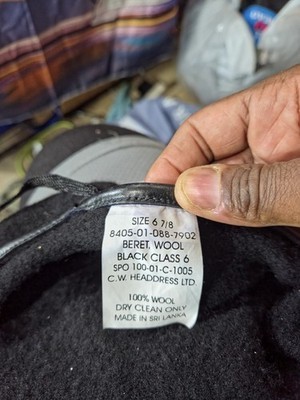 SIZE 6 7/8
8405-01-088-7902
BERET, WOOL
BLACK CLASS 6
SPO 100-01-C-1005
C.W. HEADDRESS LTD.
100% WOOL
DRY CLEAN ONLY
MADE IN SRI LANKA